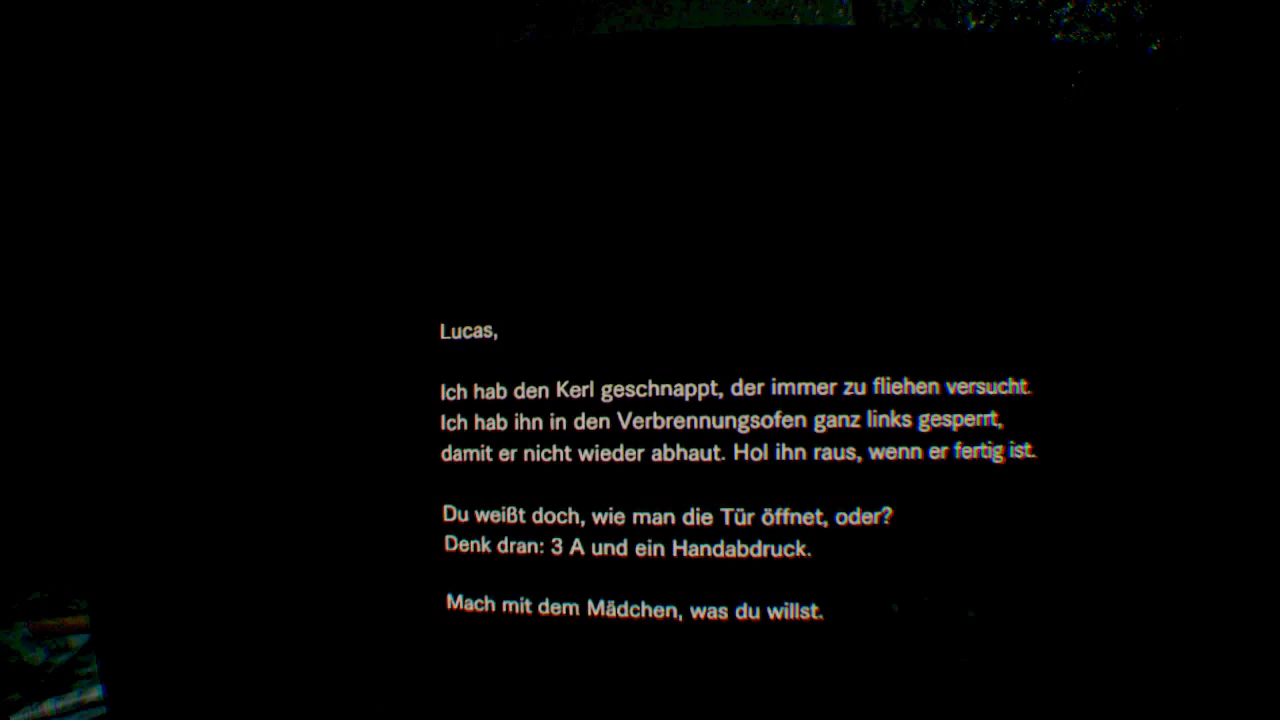 Lucas,
Ich hab den Kerl geschnappt, der immer zu fliehen versucht.
Ich hab ihn in den Verbrennungsofen ganz links gesperrt,
damit er nicht wieder abhaut. Hol ihn raus, wenn er fertig ist.
Du weißt doch, wie man die Tür öffnet, oder?
Denk dran: 3 A und ein Handabdruck.
Mach mit dem Mädchen, was du willst.